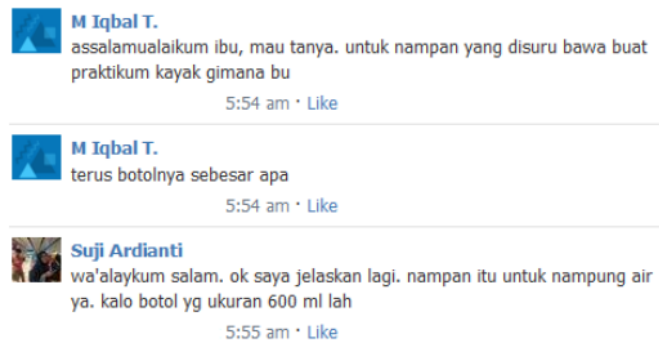 M Iqbal T.
assalamualaikum ibu, mau tanya. untuk nampan yang disuru bawa buat
praktikum kayak gimana bu
5:54 am · Like
M Iqbal T.
terus botolnya sebesar apa
5:54 am · Like
Suji Ardianti
wa'alaykum salam. ok saya jelaskan lagi. nampan itu untuk nampung air
ya. kalo botol yg ukuran 600 ml lah
5:55 am · Like